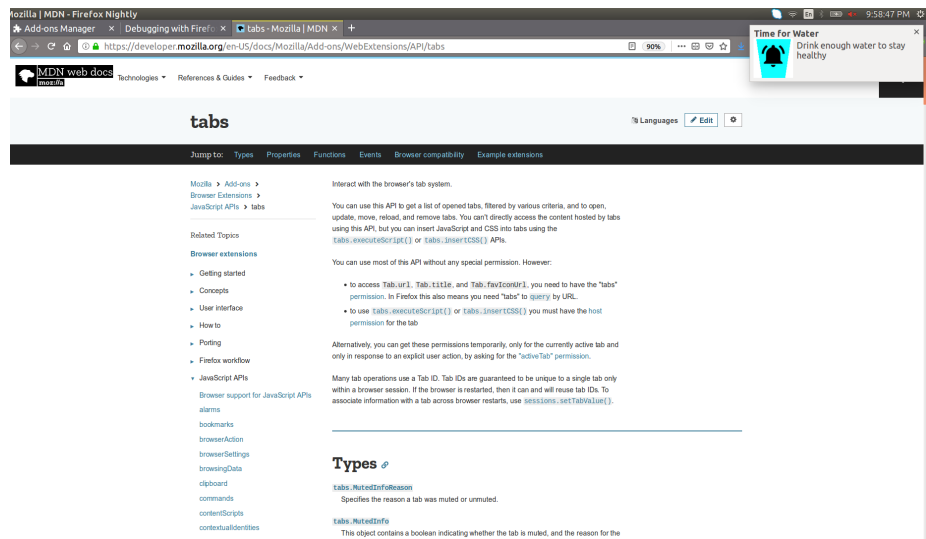 Mozilla | MDN - Firefox Nightly
En
9:58:47 PM
Add-ons Manager × Debugging with Firefo × tabs - Mozilla | MDN × +
https://developer.mozilla.org/en-US/docs/Mozilla/Add-ons/WebExtensions/API/tabs
90%
Time for Water ×
Drink enough water to stay
healthy
MDN web docs
moz://a
Technologies ▾ References & Guides ▾ Feedback ▾
tabs
Languages Edit
Jump to: Types Properties Functions Events Browser compatibility Example extensions
Mozilla > Add-ons >
Browser Extensions >
JavaScript APIs > tabs
Related Topics
Browser extensions
Getting started
Concepts
User interface
How to
Porting
Firefox workflow
JavaScript APIs
Browser support for JavaScript APIs
alarms
bookmarks
browserAction
browserSettings
browsingData
clipboard
commands
contentScripts
contextualIdentities
Interact with the browser's tab system.
You can use this API to get a list of opened tabs, filtered by various criteria, and to open,
update, move, reload, and remove tabs. You can't directly access the content hosted by tabs
using this API, but you can insert JavaScript and CSS into tabs using the
tabs.executeScript() or tabs.insertCSS() APIs.
You can use most of this API without any special permission. However:
• to access Tab.url, Tab.title, and Tab.favIconUrl, you need to have the "tabs"
permission. In Firefox this also means you need "tabs" to query by URL.
• to use tabs.executeScript() or tabs.insertCSS() you must have the host
permission for the tab
Alternatively, you can get these permissions temporarily, only for the currently active tab and
only in response to an explicit user action, by asking for the "activeTab" permission.
Many tab operations use a Tab ID. Tab IDs are guaranteed to be unique to a single tab only
within a browser session. If the browser is restarted, then it can and will reuse tab IDs. To
associate information with a tab across browser restarts, use sessions.setTabValue().
Types
tabs.MutedInfoReason
Specifies the reason a tab was muted or unmuted.
tabs.MutedInfo
This object contains a boolean indicating whether the tab is muted, and the reason for the